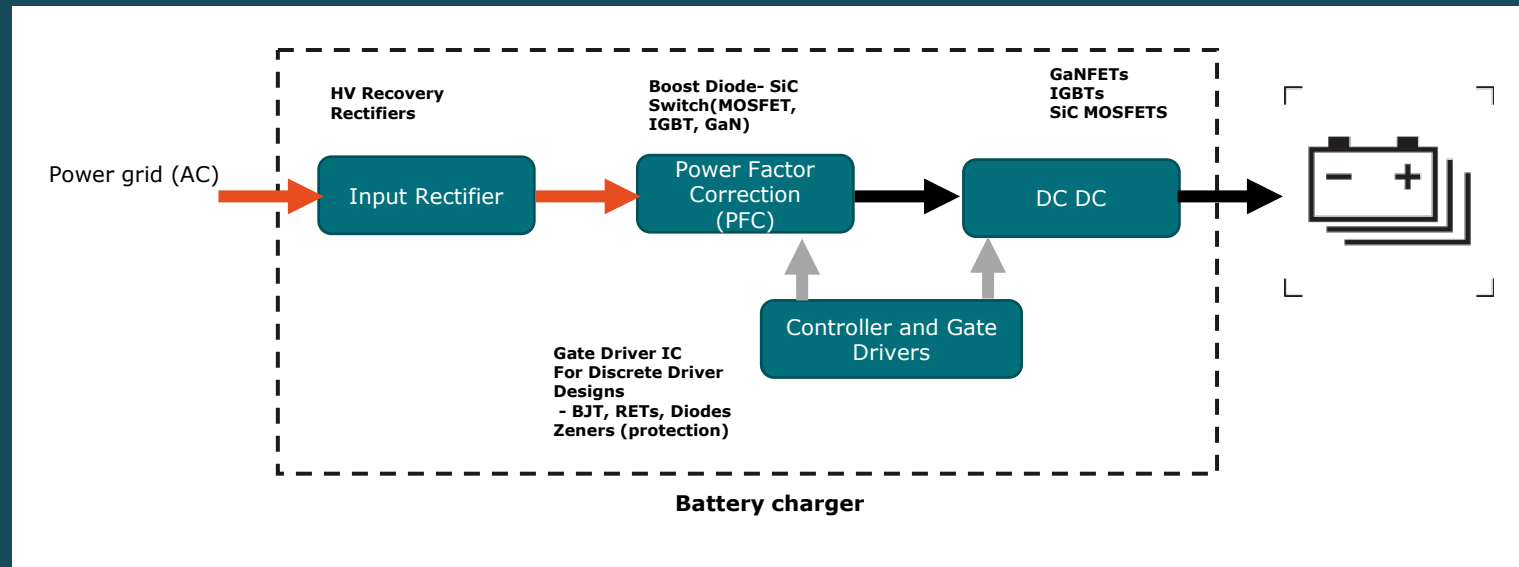 HV Recovery
Rectifiers
Boost Diode- SiC
Switch(MOSFET,
IGBT, GaN)
GaNFETs
IGBTs
SiC MOSFETS
Power grid (AC)
Input Rectifier
Power Factor
Correction
(PFC)
DC DC
Controller and Gate
Drivers
Gate Driver IC
For Discrete Driver
Designs
- BJT, RETs, Diodes
Zeners (protection)
Battery charger